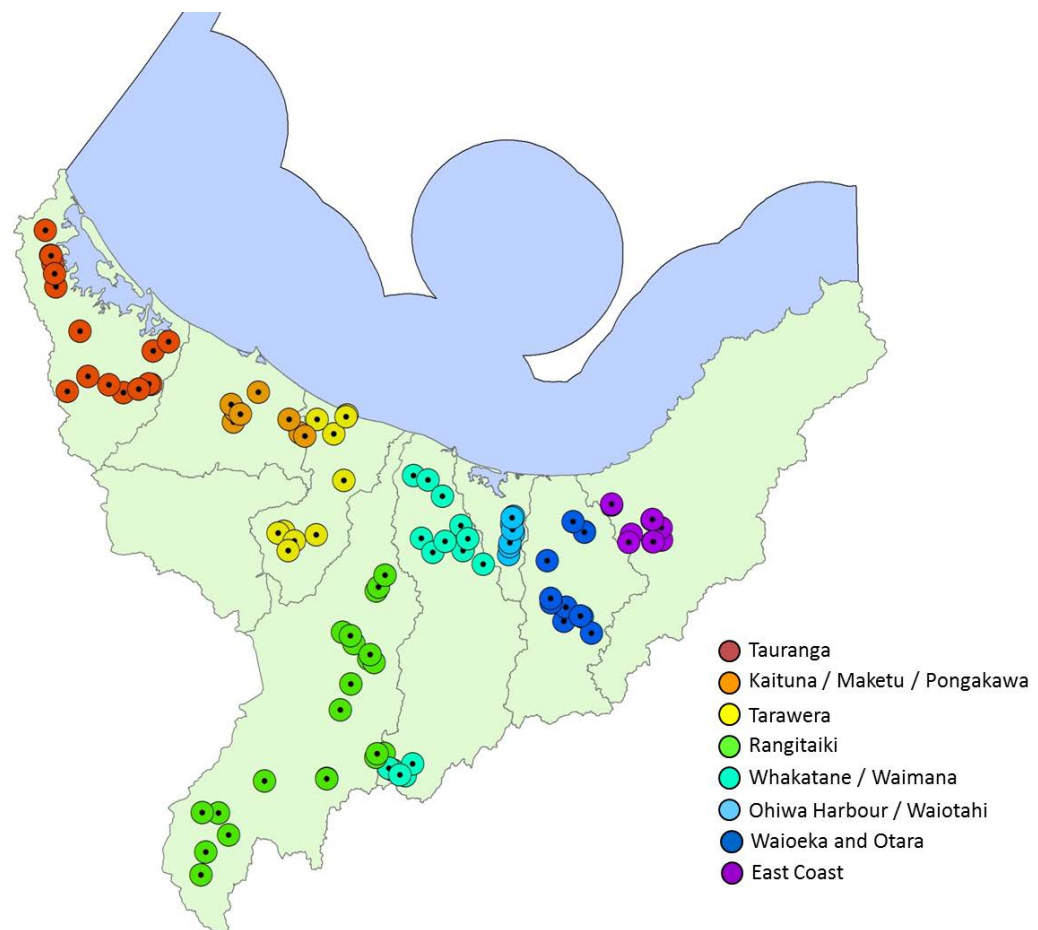 Tauranga
Kaituna / Maketu / Pongakawa
Tarawera
Rangitaiki
Whakatane / Waimana
Ohiwa Harbour / Waiotahi
Waioeka and Otara
East Coast